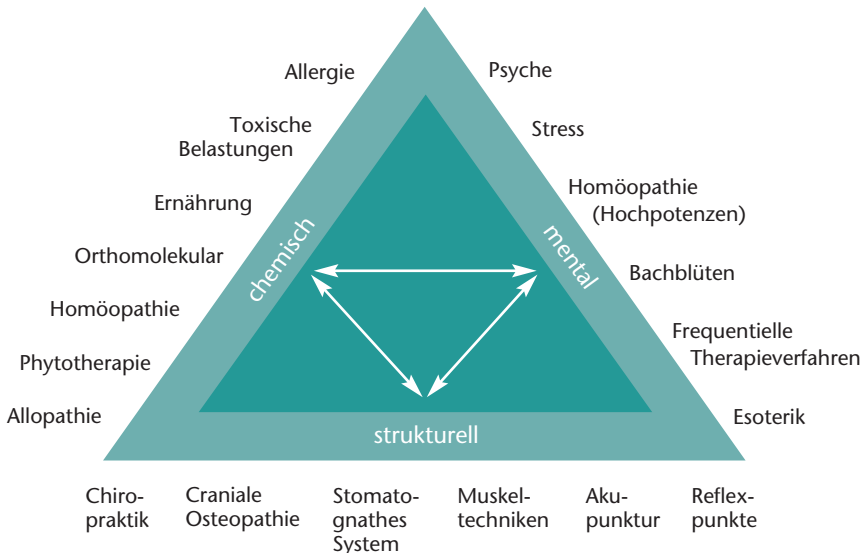 Allergie
Toxische
Belastungen
Ernährung
Orthomolekular
Homöopathie
Phytotherapie
Allopathie
chemisch
Psyche
Stress
Homöopathie
(Hochpotenzen)
Bachblüten
Frequentielle
Therapieverfahren
Esoterik
mental
strukturell
Chiro-
praktik
Craniale
Osteopathie
Stomato-
gnathes
System
Muskel-
techniken
Aku-
punktur
Reflex-
punkte